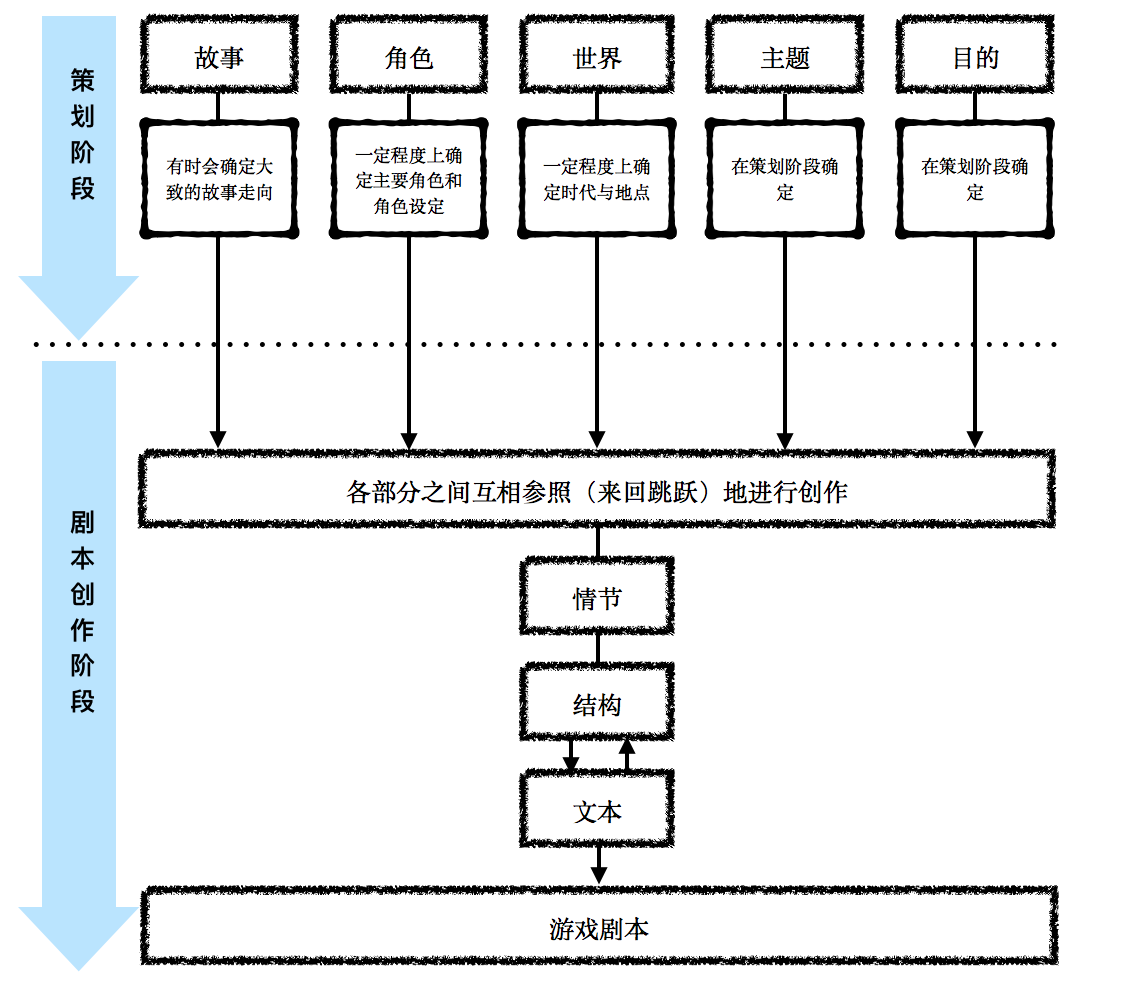 策划阶段
故事
角色
世界
主题
目的
有时会确定大
致的故事走向
一定程度上确
定主要角色和
角色设定
一定程度上确
定时代与地点
在策划阶段确
定
在策划阶段确
定
剧本创作阶段
各部分之间互相参照（来回跳跃）地进行创作
情节
结构
文本
游戏剧本